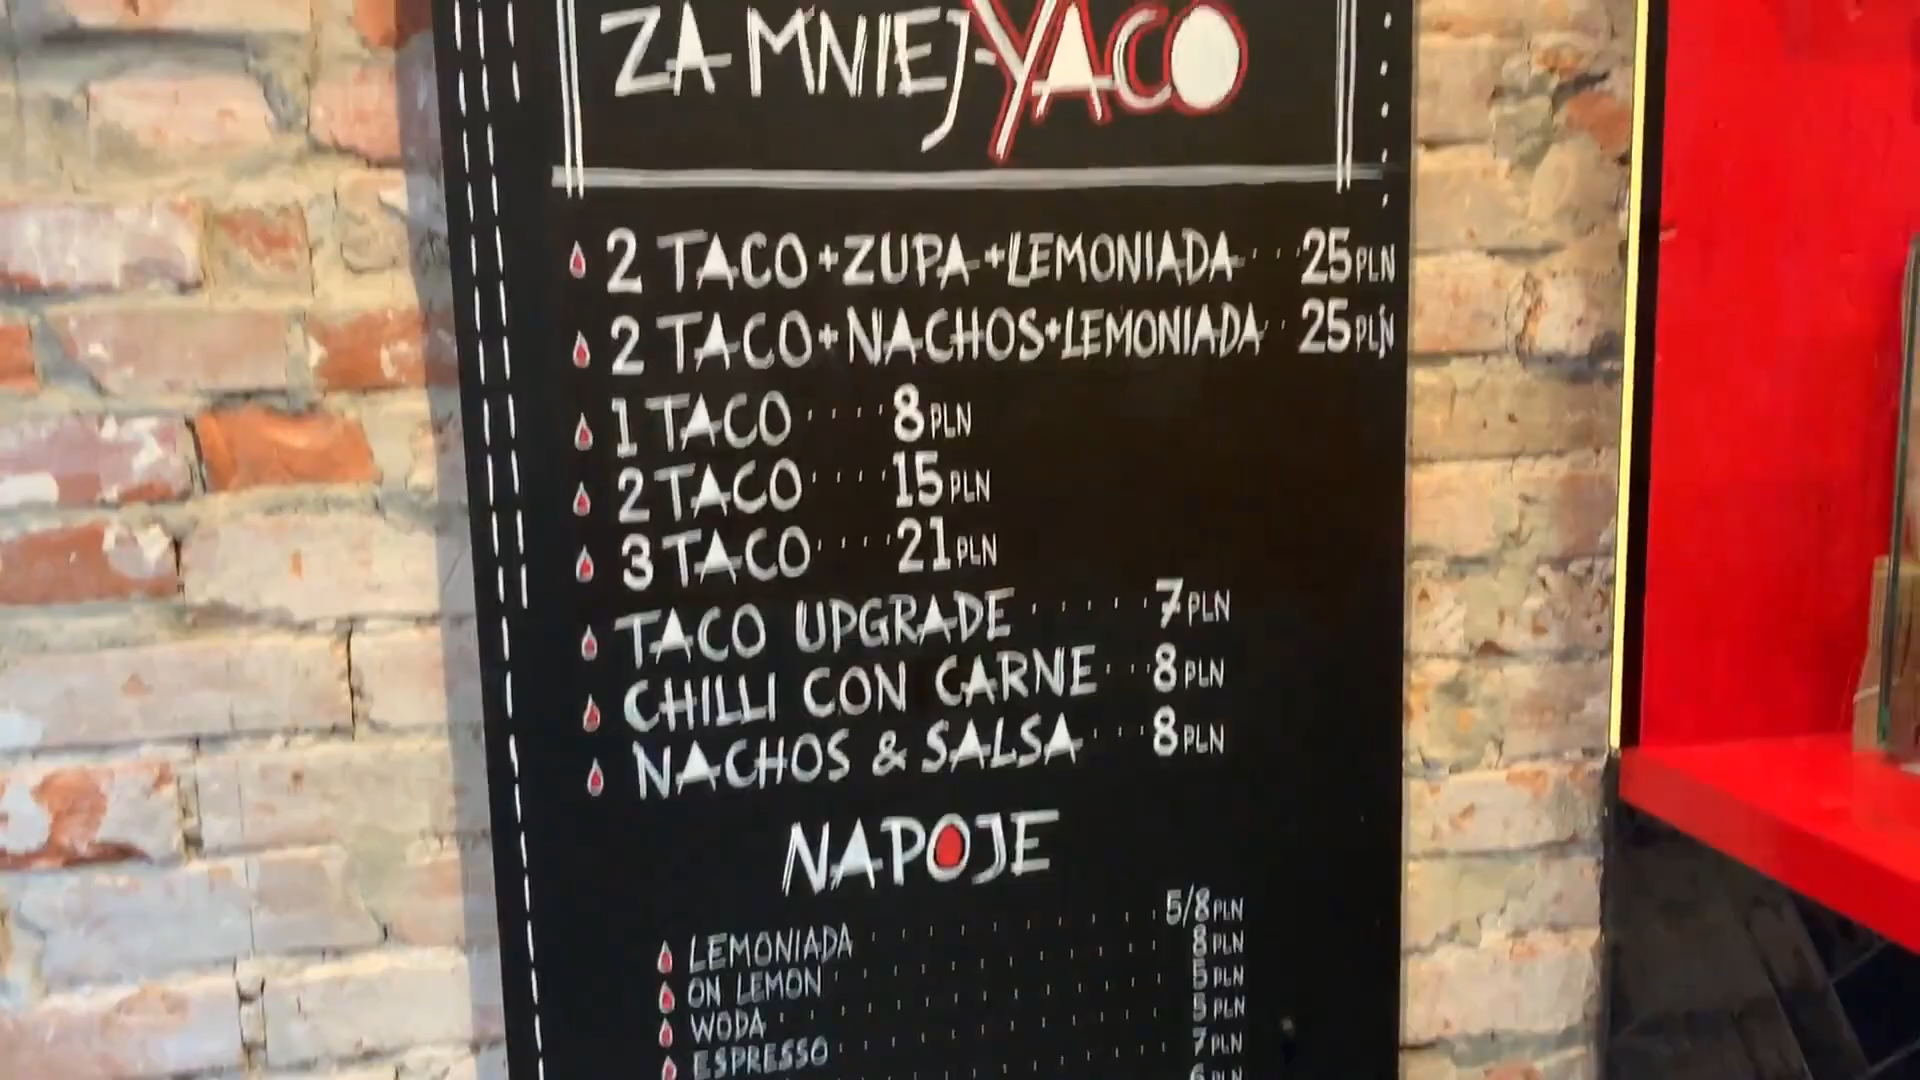 ZA MNIEJ YACO
2 TACO+ZUPA+LEMONIADA 25 PLN
2 TACO+NACHOS+LEMONIADA 25 PLN
1 TACO 8 PLN
2 TACO 15 PLN
3 TACO 21 PLN
TACO UPGRADE 7 PLN
CHILLI CON CARNE 8 PLN
NACHOS & SALSA 8 PLN
NAPOJE
LEMONIADA 5/8 PLN
ON LEMON 8 PLN
WODA 5 PLN
ESPRESSO 5 PLN
7 PLN